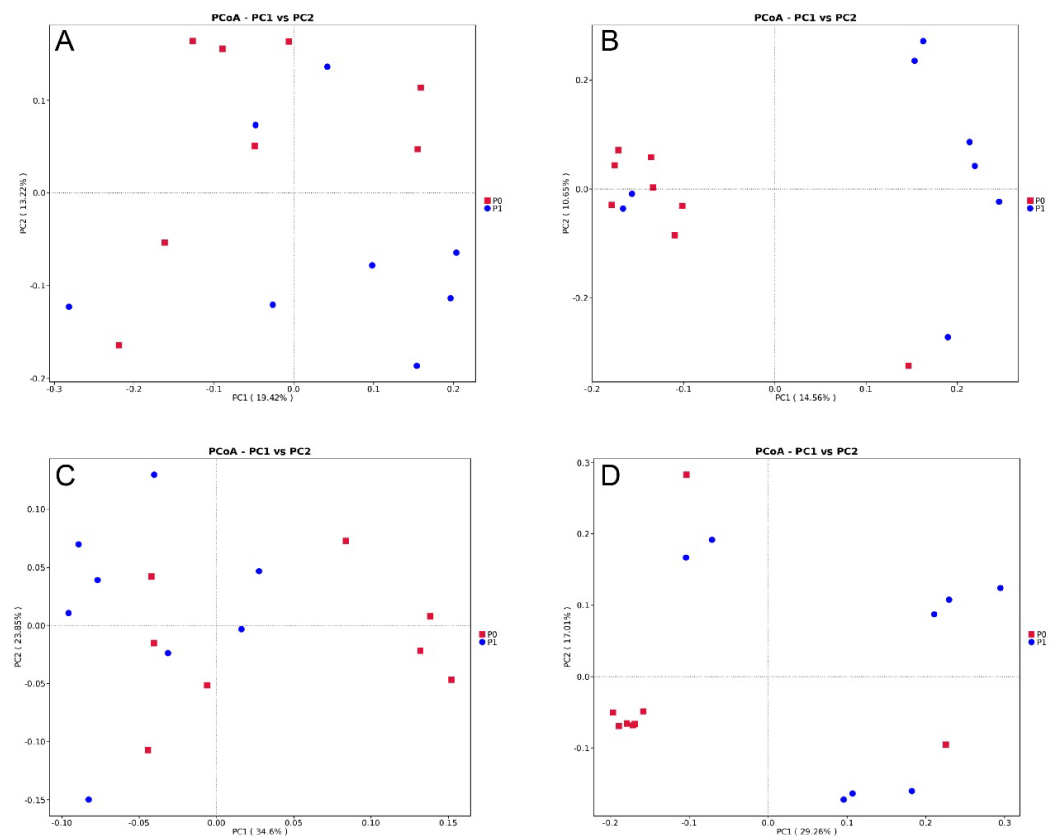 PCoA - PC1 vs PC2
A
0.1
0.0
-0.1
-0.2
PC2 ( 13.22%)
-0.3
-0.2
-0.1
0.0
0.1
0.2
PC1 ( 19.42%)
P0
P1
PCoA - PC1 vs PC2
B
0.2
0.0
-0.2
PC2 ( 10.65%)
-0.2
-0.1
0.0
0.1
0.2
PC1 ( 14.56%)
P0
P1
PCoA - PC1 vs PC2
C
0.10
0.05
0.00
-0.05
-0.10
-0.15
PC2 ( 23.85%)
-0.10
-0.05
0.00
0.05
0.10
0.15
PC1 ( 34.6%)
P0
P1
PCoA - PC1 vs PC2
D
0.3
0.2
0.1
0.0
-0.1
PC2 ( 17.01%)
-0.2
-0.1
0.0
0.1
0.2
0.3
PC1 ( 29.26%)
P0
P1